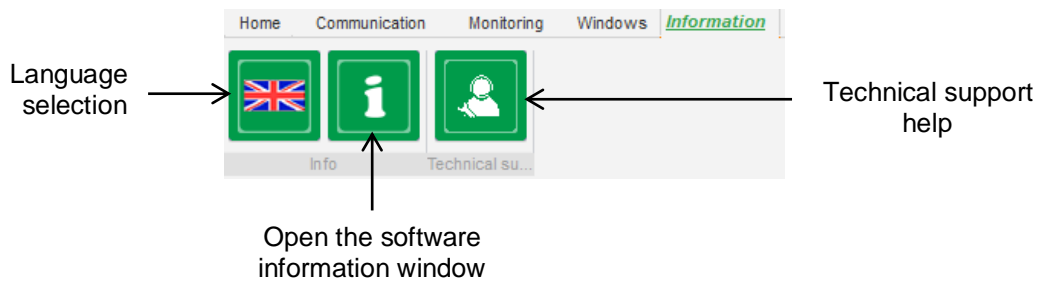 Home Communication Monitoring Windows Information
Language
selection
i
Technical support
help
Info Technical su...
Open the software
information window